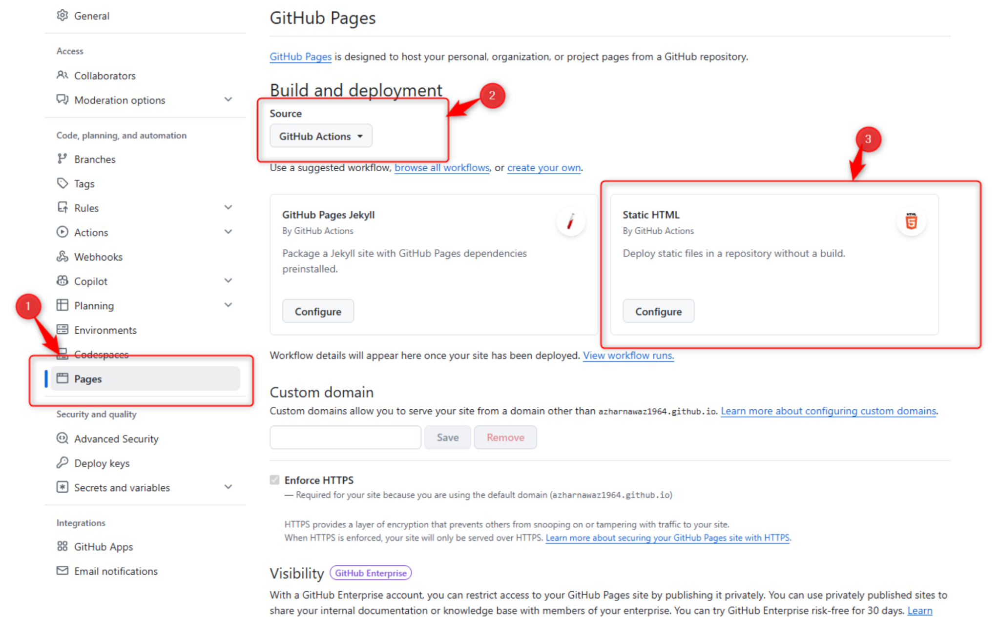 General
Access
Collaborators
Moderation options
Code, planning, and automation
Branches
Tags
Rules
Actions
Webhooks
Copilot
Planning
1
Environments
Codespaces
Pages
Security and quality
Advanced Security
Deploy keys
Secrets and variables
Integrations
GitHub Apps
Email notifications
GitHub Pages
GitHub Pages is designed to host your personal, organization, or project pages from a GitHub repository.
Build and deployment
2
Source
GitHub Actions
3
Use a suggested workflow, browse all workflows, or create your own.
GitHub Pages Jekyll
By GitHub Actions
Package a Jekyll site with GitHub Pages dependencies
preinstalled.
Configure
Static HTML
HTML
5
By GitHub Actions
Deploy static files in a repository without a build.
Configure
Workflow details will appear here once your site has been deployed. View workflow runs.
Custom domain
Custom domains allow you to serve your site from a domain other than azharnawaz1964.github.io. Learn more about configuring custom domains.
Save
Remove
Enforce HTTPS
— Required for your site because you are using the default domain (azharnawaz1964.github.io)
HTTPS provides a layer of encryption that prevents others from snooping on or tampering with traffic to your site.
When HTTPS is enforced, your site will only be served over HTTPS. Learn more about securing your GitHub Pages site with HTTPS.
Visibility GitHub Enterprise
With a GitHub Enterprise account, you can restrict access to your GitHub Pages site by publishing it privately. You can use privately published sites to
share your internal documentation or knowledge base with members of your enterprise. You can try GitHub Enterprise risk-free for 30 days. Learn